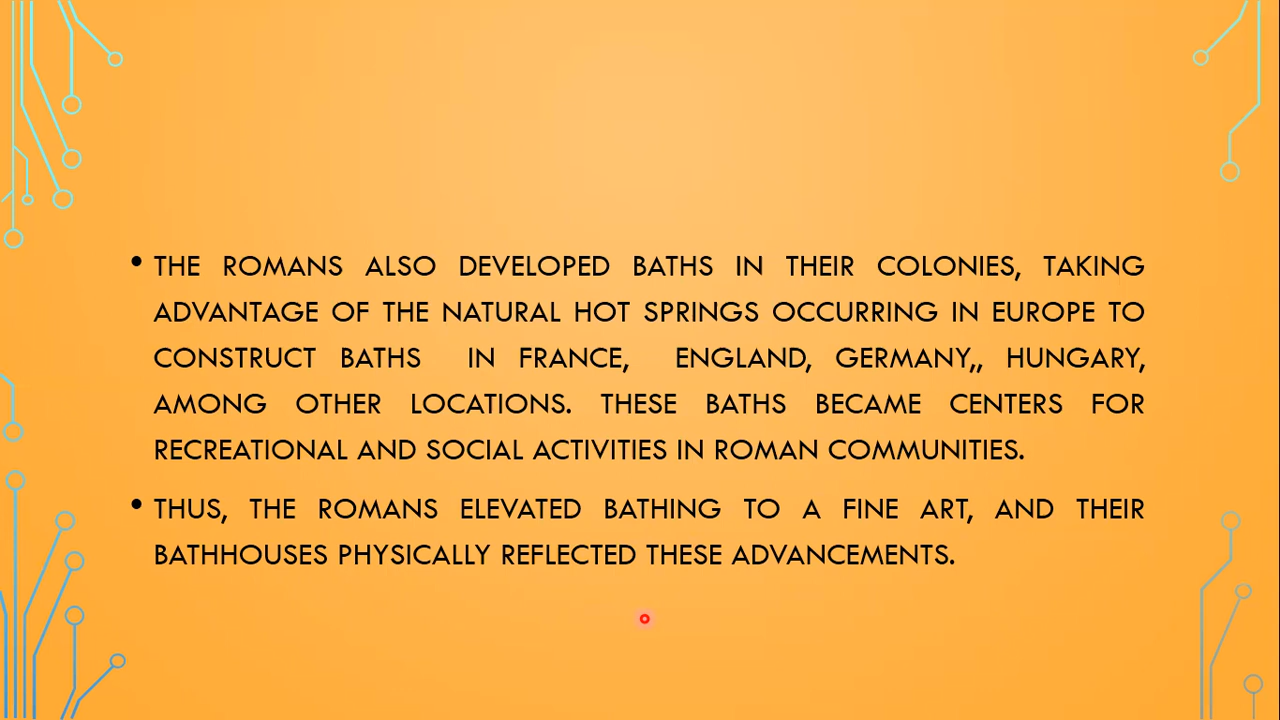 • THE ROMANS ALSO DEVELOPED BATHS IN THEIR COLONIES, TAKING
ADVANTAGE OF THE NATURAL HOT SPRINGS OCCURRING IN EUROPE TO
CONSTRUCT BATHS IN FRANCE, ENGLAND, GERMANY,, HUNGARY,
AMONG OTHER LOCATIONS. THESE BATHS BECAME CENTERS FOR
RECREATIONAL AND SOCIAL ACTIVITIES IN ROMAN COMMUNITIES.
• THUS, THE ROMANS ELEVATED BATHING TO A FINE ART, AND THEIR
BATHHOUSES PHYSICALLY REFLECTED THESE ADVANCEMENTS.